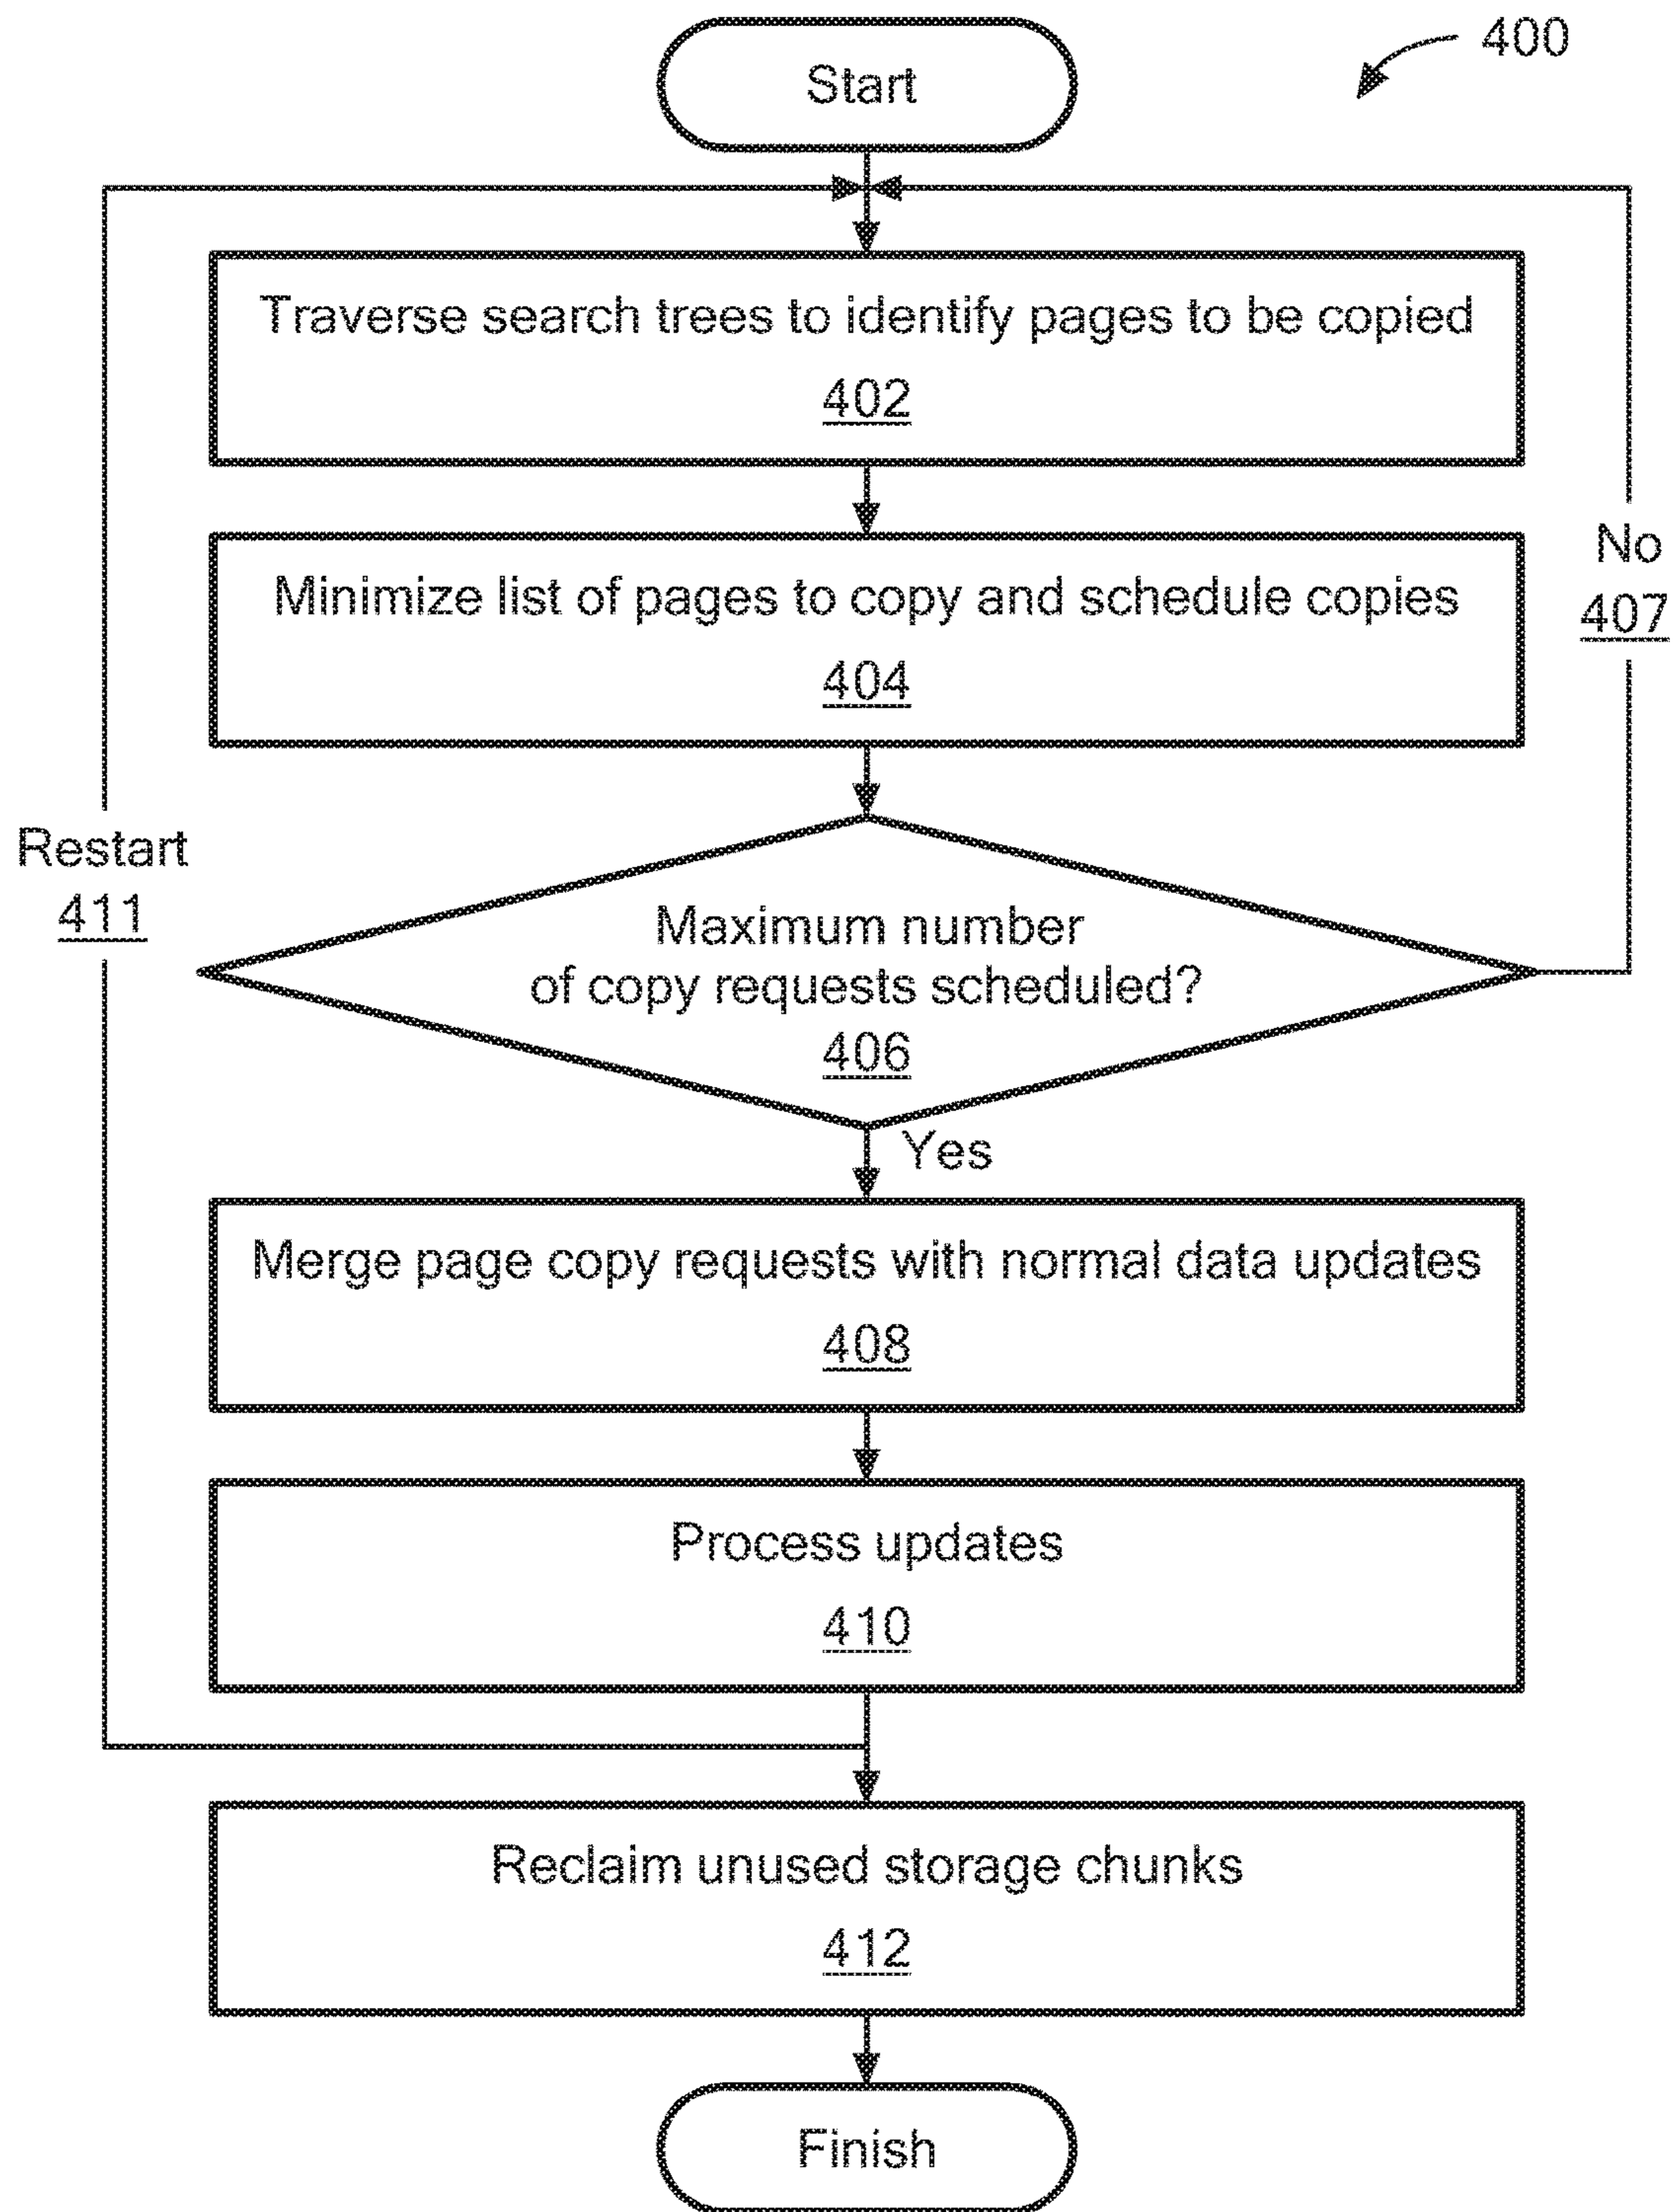 400
Start
Traverse search trees to identify pages to be copied
402
Minimize list of pages to copy and schedule copies
404
No
407
Restart
411
Maximum number
of copy requests scheduled?
406
Yes
Merge page copy requests with normal data updates
408
Process updates
410
Reclaim unused storage chunks
412
Finish